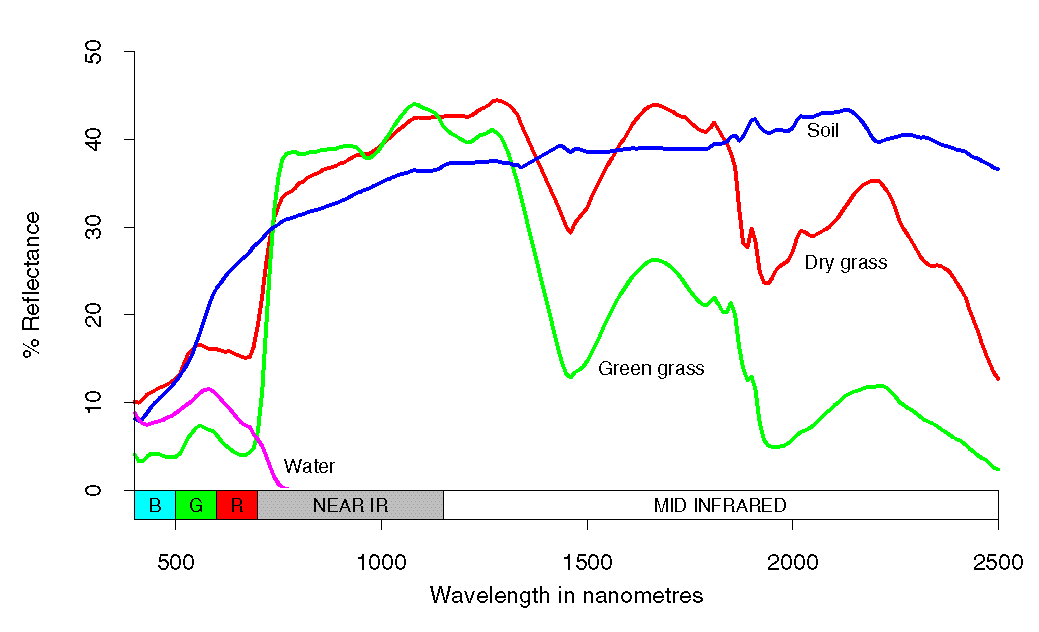 50
40
30
20
10
0
% Reflectance
Soil
Dry grass
Green grass
Water
B G R NEAR IR MID INFRARED
500 1000 1500 2000 2500
Wavelength in nanometres